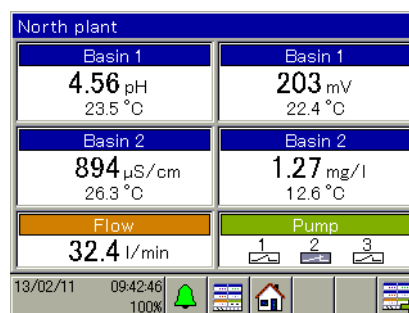 North plant
Basin 1
4.56 pH
23.5 °C
Basin 1
203 mV
22.4 °C
Basin 2
894 µS/cm
26.3 °C
Basin 2
1.27 mg/l
12.6 °C
Flow
32.4 l/min
Pump
1 2 3
13/02/11 09:42:46
100%